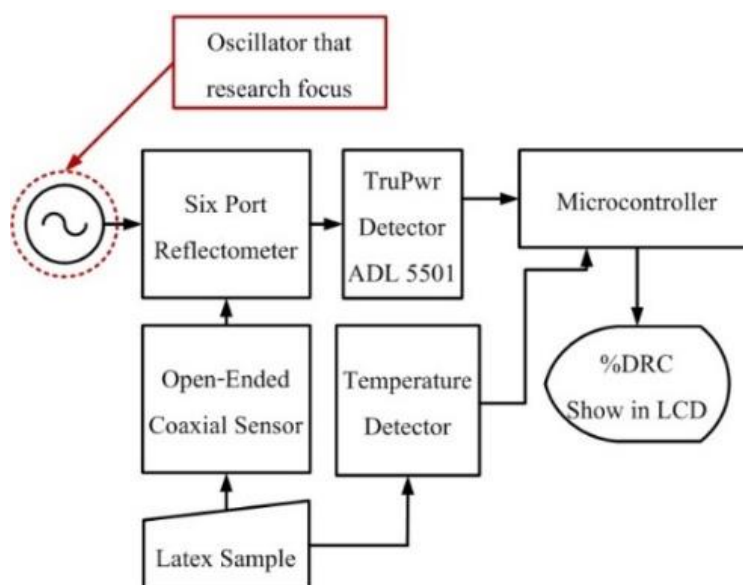 Oscillator that
research focus
Six Port
Reflectometer
TruPwr
Detector
ADL 5501
Microcontroller
Open-Ended
Coaxial Sensor
Temperature
Detector
%DRC
Show in LCD
Latex Sample